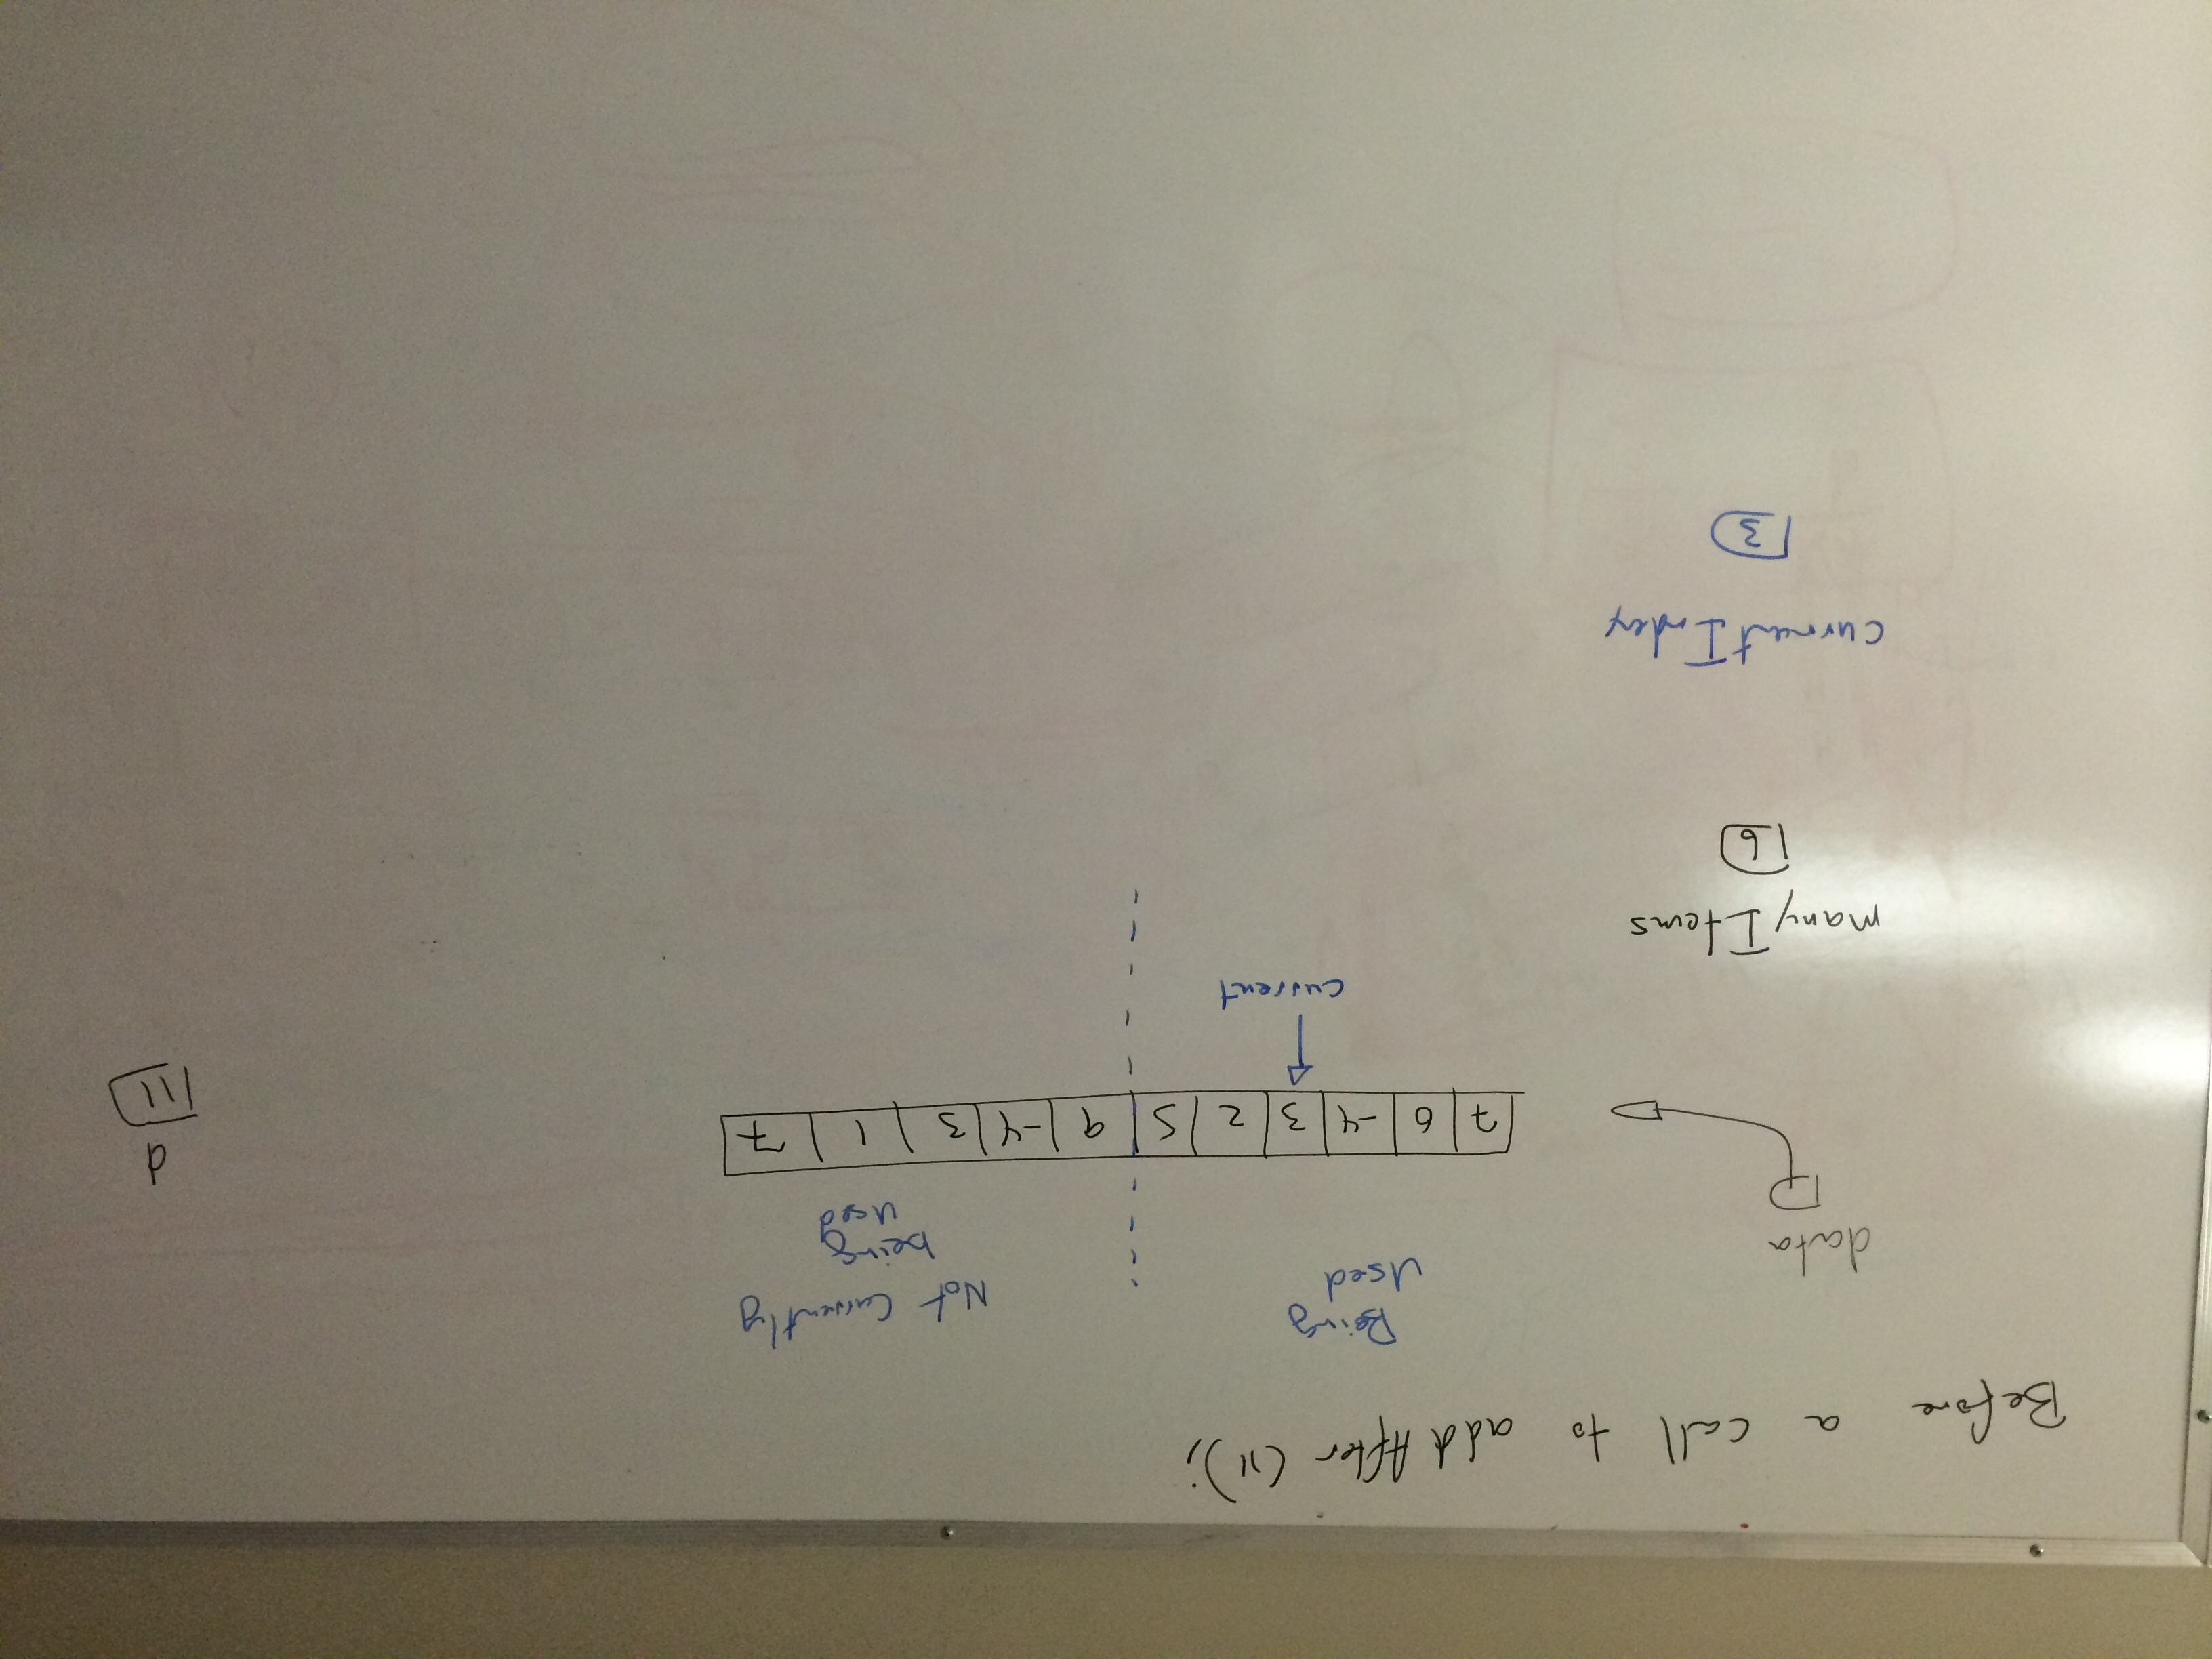 Before a call to addAfter (11);
Being
Used
Not Currently
being
Used
data
7 6 -4 3 2 5 9 -4 3 1 7
d
11
current
manyItems
6
currentIndex
3